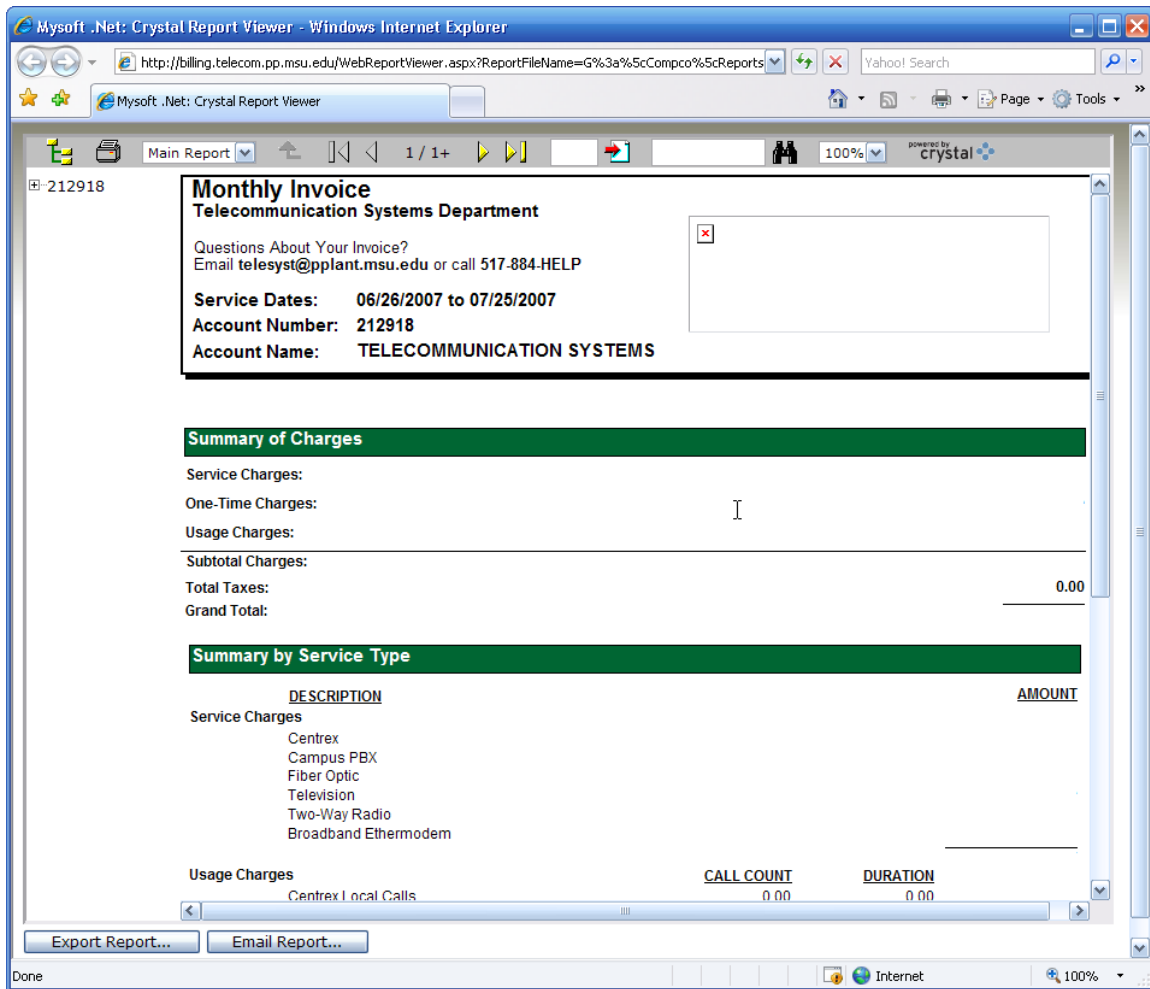 Mysoft .Net: Crystal Report Viewer - Windows Internet Explorer
http://billing.telecom.pp.msu.edu/WebReportViewer.aspx?ReportFileName=G%3a%5cCompco%5cReports
Yahoo! Search
Mysoft .Net: Crystal Report Viewer
Page
Tools
»
Main Report
1 / 1+
100%
powered by
crystal
212918
Monthly Invoice
Telecommunication Systems Department
Questions About Your Invoice?
Email telesyst@pplant.msu.edu or call 517-884-HELP
Service Dates: 06/26/2007 to 07/25/2007
Account Number: 212918
Account Name: TELECOMMUNICATION SYSTEMS
Summary of Charges
Service Charges:
One-Time Charges:
Usage Charges:
Subtotal Charges:
Total Taxes: 0.00
Grand Total:
Summary by Service Type
DESCRIPTION AMOUNT
Service Charges
Centrex
Campus PBX
Fiber Optic
Television
Two-Way Radio
Broadband Ethermodem
Usage Charges CALL COUNT DURATION
Centrex Local Calls 0.00 0.00
Export Report... Email Report...
Done Internet 100%